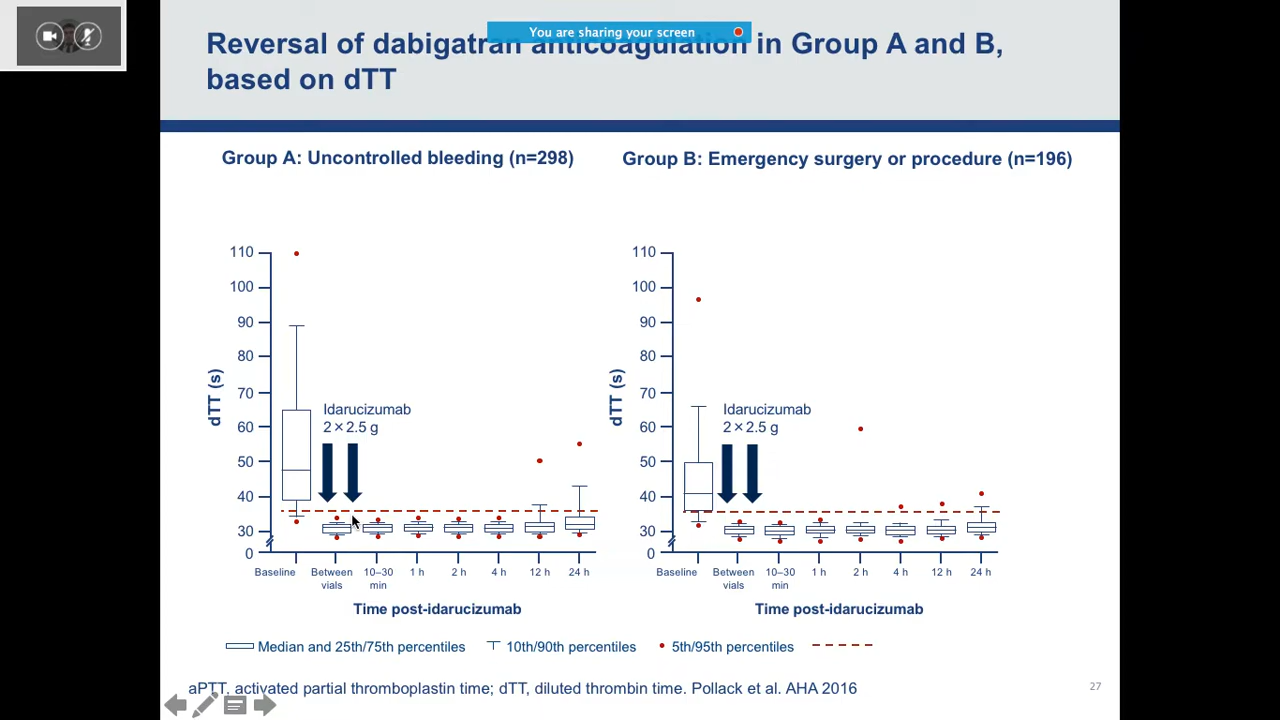 You are sharing your screen
Reversal of dabigatran anticoagulation in Group A and B,
based on dTT
Group A: Uncontrolled bleeding (n=298)
Group B: Emergency surgery or procedure (n=196)
110
100
90
80
70
60
50
40
30
0
dTT (s)
Idarucizumab
2 × 2.5 g
Baseline
Between
vials
10–30
min
1 h
2 h
4 h
12 h
24 h
Time post-idarucizumab
110
100
90
80
70
60
50
40
30
0
dTT (s)
Idarucizumab
2 × 2.5 g
Baseline
Between
vials
10–30
min
1 h
2 h
4 h
12 h
24 h
Time post-idarucizumab
Median and 25th/75th percentiles
10th/90th percentiles
5th/95th percentiles
aPTT, activated partial thromboplastin time; dTT, diluted thrombin time. Pollack et al. AHA 2016
27